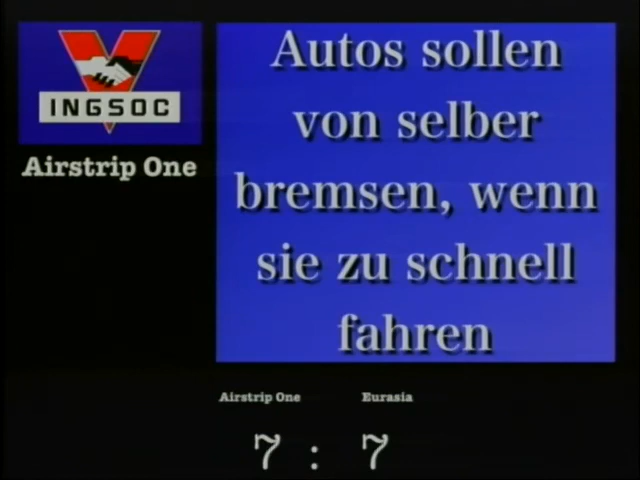 INGSOC
Airstrip One
Autos sollen
von selber
bremsen, wenn
sie zu schnell
fahren
Airstrip One Eurasia
7 : 7